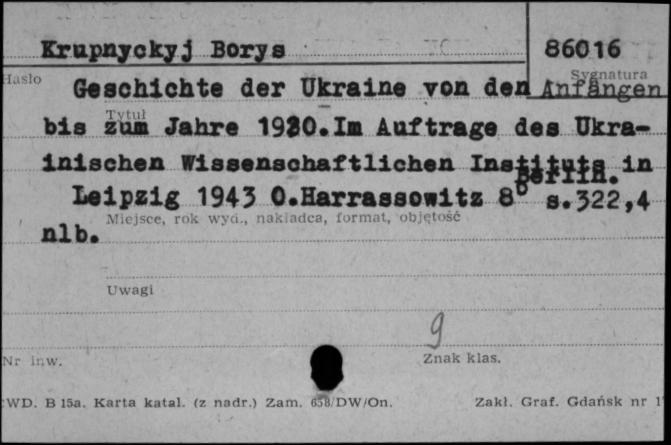 Krupnyckyj Borys 86016
Hasło Sygnatura
Geschichte der Ukraine von den Anfängen
Tytuł
bis zum Jahre 1920.Im Auftrage des Ukra-
inischen Wissenschaftlichen Instituts in
Berlin.
Leipzig 1943 O.Harrassowitz 8° s.322,4
Miejsce, rok wyd., nakładca, format, objętość
nlb.
Uwagi
9
Nr inw. Znak klas.
WD. B 15a. Karta katal. (z nadr.) Zam. 658/DW/On. Zakł. Graf. Gdańsk nr 1